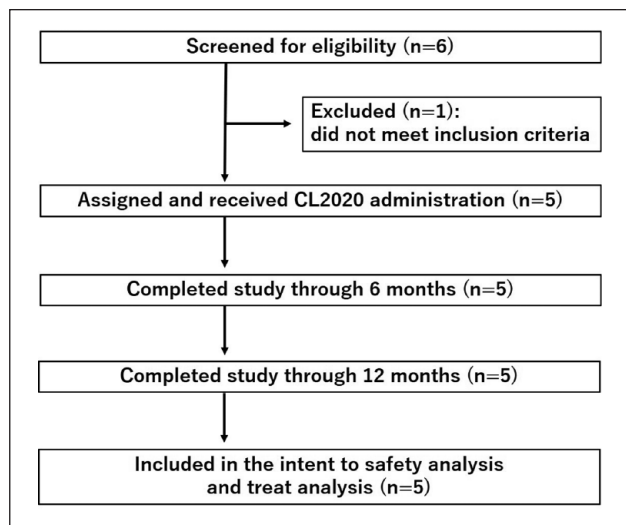 Screened for eligibility (n=6)
Excluded (n=1):
did not meet inclusion criteria
Assigned and received CL2020 administration (n=5)
Completed study through 6 months (n=5)
Completed study through 12 months (n=5)
Included in the intent to safety analysis
and treat analysis (n=5)